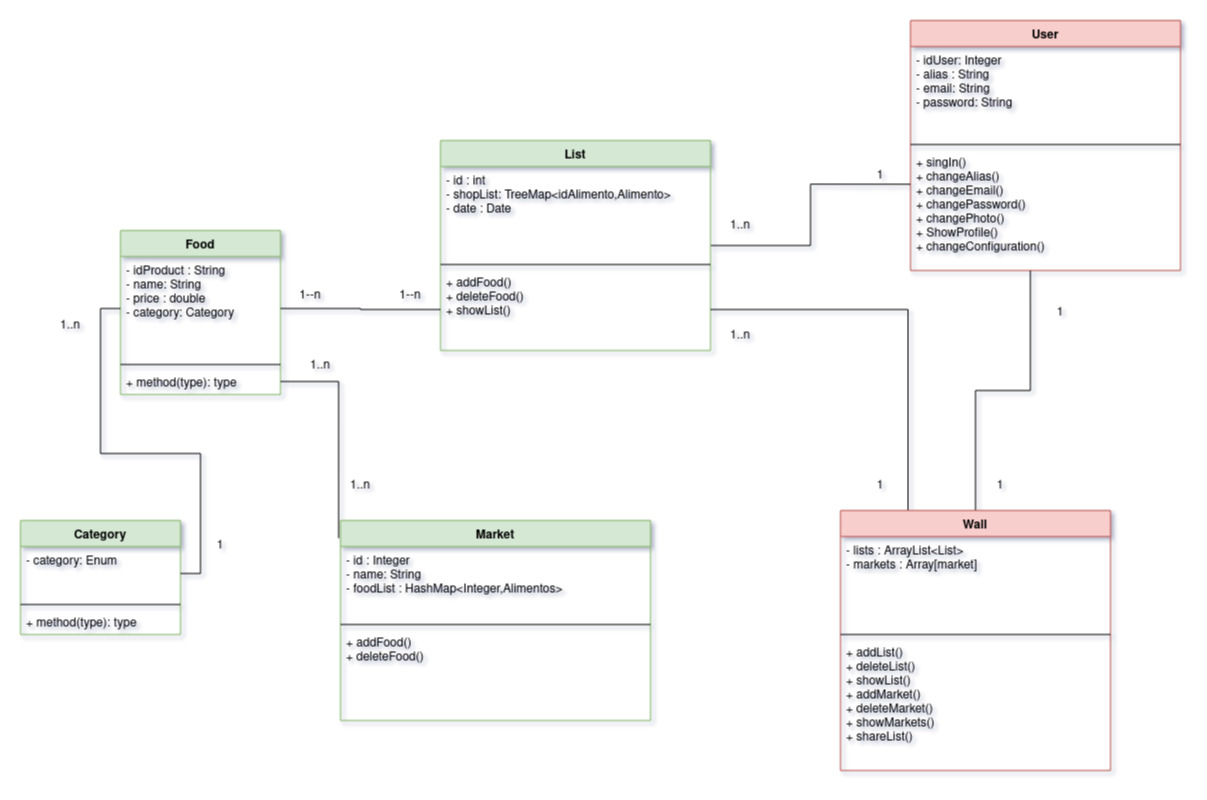 User
- idUser: Integer
- alias : String
- email: String
- password: String
+ singIn()
+ changeAlias()
+ changeEmail()
+ changePassword()
+ changePhoto()
+ ShowProfile()
+ changeConfiguration()
List
- id : int
- shopList: TreeMap<idAlimento,Alimento>
- date : Date
+ addFood()
+ deleteFood()
+ showList()
1
1..n
Food
- idProduct : String
- name: String
- price : double
- category: Category
+ method(type): type
1--n
1--n
1..n
1..n
1..n
1
1..n
1
1
1
Category
- category: Enum
+ method(type): type
Market
- id : Integer
- name: String
- foodList : HashMap<Integer,Alimentos>
+ addFood()
+ deleteFood()
Wall
- lists : ArrayList<List>
- markets : Array[market]
+ addList()
+ deleteList()
+ showList()
+ addMarket()
+ deleteMarket()
+ showMarkets()
+ shareList()